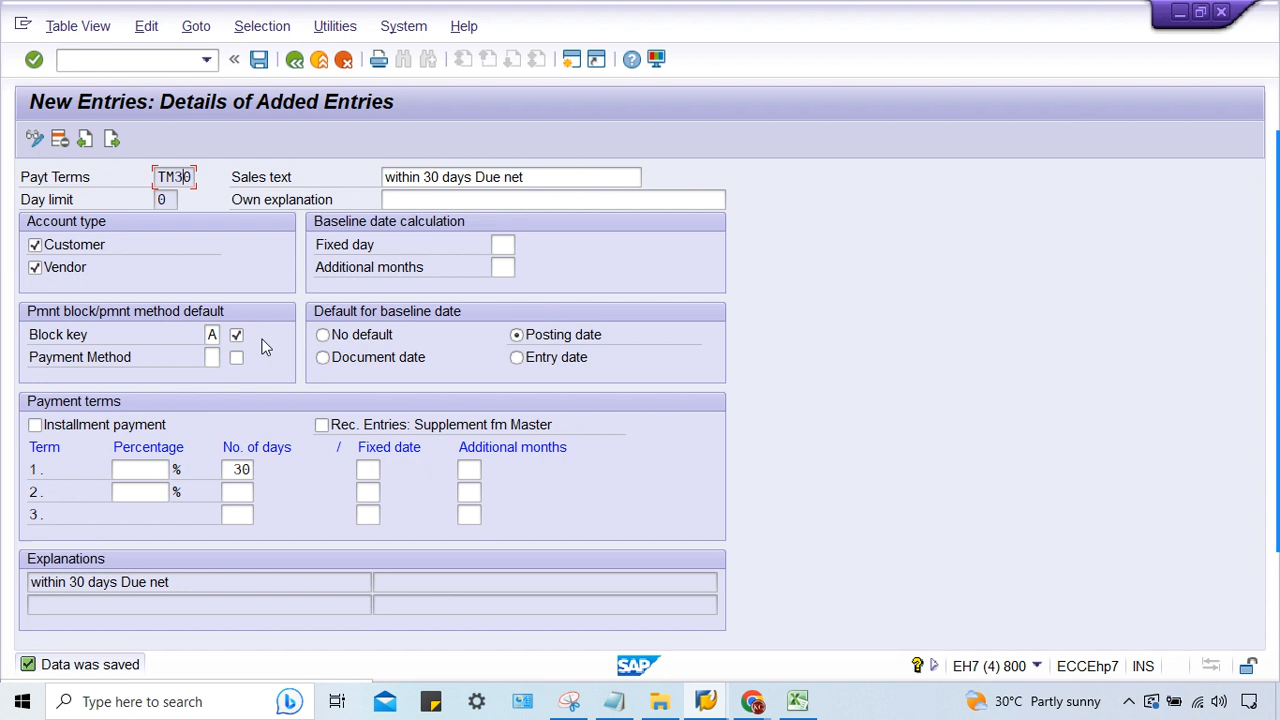 Table View Edit Goto Selection Utilities System Help
New Entries: Details of Added Entries
Payt Terms TM30 Sales text within 30 days Due net
Day limit 0 Own explanation
Account type Baseline date calculation
Customer Fixed day
Vendor Additional months
Pmnt block/pmnt method default Default for baseline date
Block key A No default Posting date
Payment Method Document date Entry date
Payment terms
Installment payment Rec. Entries: Supplement fm Master
Term Percentage No. of days / Fixed date Additional months
1. % 30
2. %
3.
Explanations
within 30 days Due net
Data was saved SAP EH7 (4) 800 ECCEhp7 INS
Type here to search 30°C Partly sunny